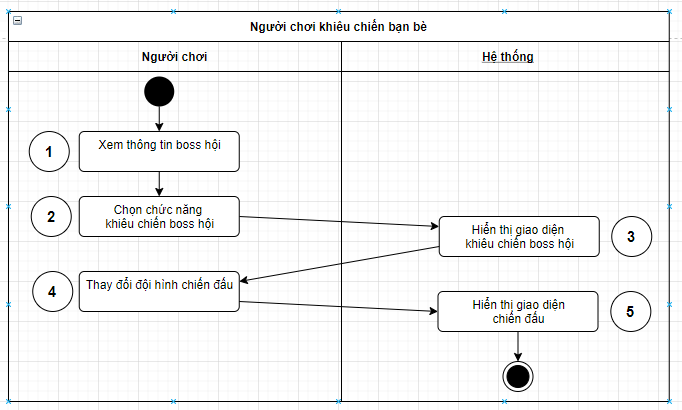 Người chơi khiêu chiến bạn bè
Người chơi
Hệ thống
1
Xem thông tin boss hội
2
Chọn chức năng
khiêu chiến boss hội
Hiển thị giao diện
khiêu chiến boss hội
3
4
Thay đổi đội hình chiến đấu
Hiển thị giao diện
chiến đấu
5